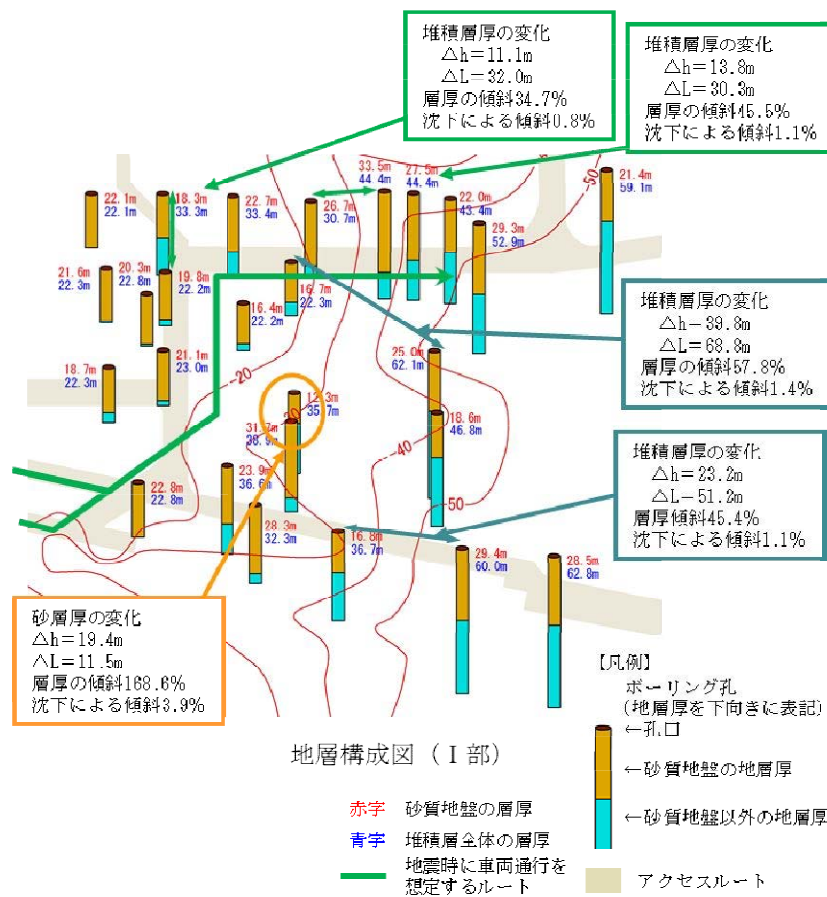 堆積層厚の変化
△h=11.1m
△L=32.0m
層厚の傾斜34.7%
沈下による傾斜0.8%
堆積層厚の変化
△h=13.8m
△L=30.3m
層厚の傾斜45.5%
沈下による傾斜1.1%
22.1m
22.1m
18.3m
33.3m
22.7m
33.4m
26.7m
30.7m
33.5m
44.4m
27.5m
44.4m
22.0m
43.4m
29.3m
52.9m
-50
21.4m
59.1m
21.6m
22.3m
20.3m
22.8m
19.8m
22.2m
16.4m
22.2m
16.7m
22.3m
堆積層厚の変化
△h-39.8m
△L=68.8m
層厚の傾斜57.8%
沈下による傾斜1.4%
18.7m
22.3m
21.1m
23.0m
-20
25.0m
62.1m
12.3m
35.7m
31.7m
38.9m
18.6m
46.8m
-40
-50
堆積層厚の変化
△h=23.2m
△L-51.2m
層厚傾斜45.4%
沈下による傾斜1.1%
22.8m
22.8m
23.9m
36.6m
28.3m
32.3m
16.8m
36.7m
29.4m
60.0m
28.5m
62.8m
砂層厚の変化
△h=19.4m
△L=11.5m
層厚の傾斜168.6%
沈下による傾斜3.9%
【凡例】
ボーリング孔
(地層厚を下向きに表記)
←孔口
←砂質地盤の地層厚
←砂質地盤以外の地層厚
地層構成図(Ⅰ部)
赤字 砂質地盤の層厚
青字 堆積層全体の層厚
地震時に車両通行を
想定するルート
アクセスルート